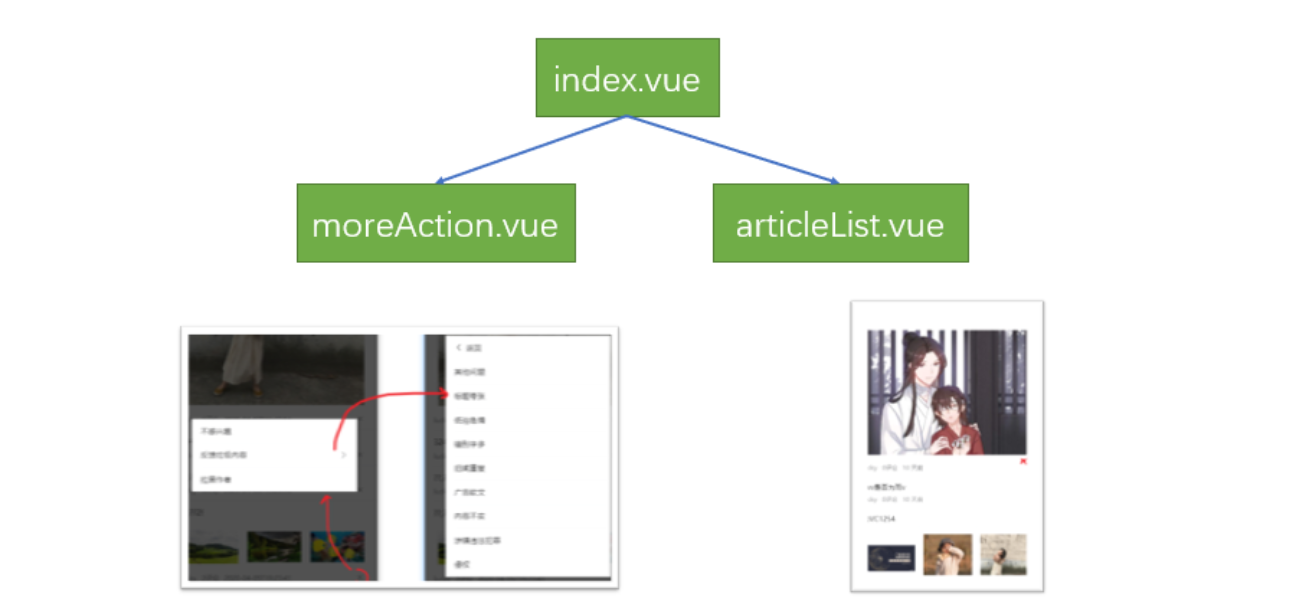 index.vue
moreAction.vue
articleList.vue
返回
不感兴趣
其他问题
标题夸张
低俗色情
反馈垃圾内容
错别字多
拉黑作者
旧闻重复
广告软文
内容不实
涉嫌违法犯罪
侵权